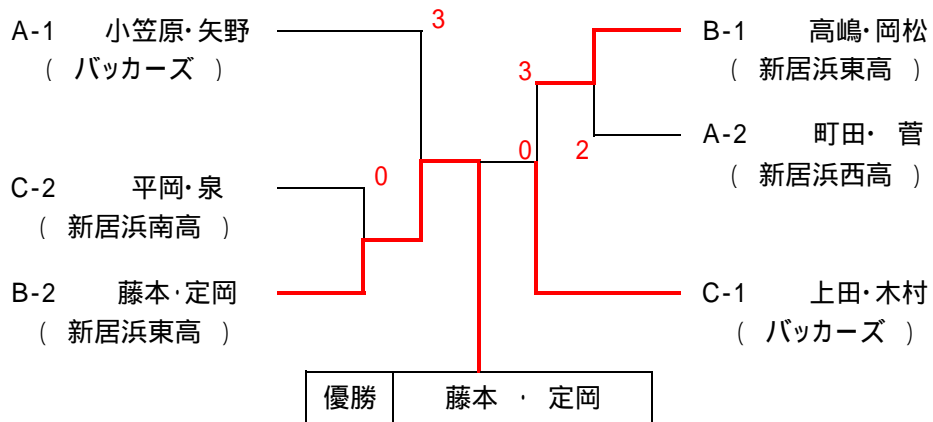 A-1 小笠原・矢野
( バッカーズ )
3
C-2 平岡・泉
( 新居浜南高 )
0
B-2 藤本・定岡
( 新居浜東高 )
B-1 高嶋・岡松
( 新居浜東高 )
3
A-2 町田・ 菅
( 新居浜西高 )
0 2
C-1 上田・木村
( バッカーズ )
優勝 藤本 ・ 定岡